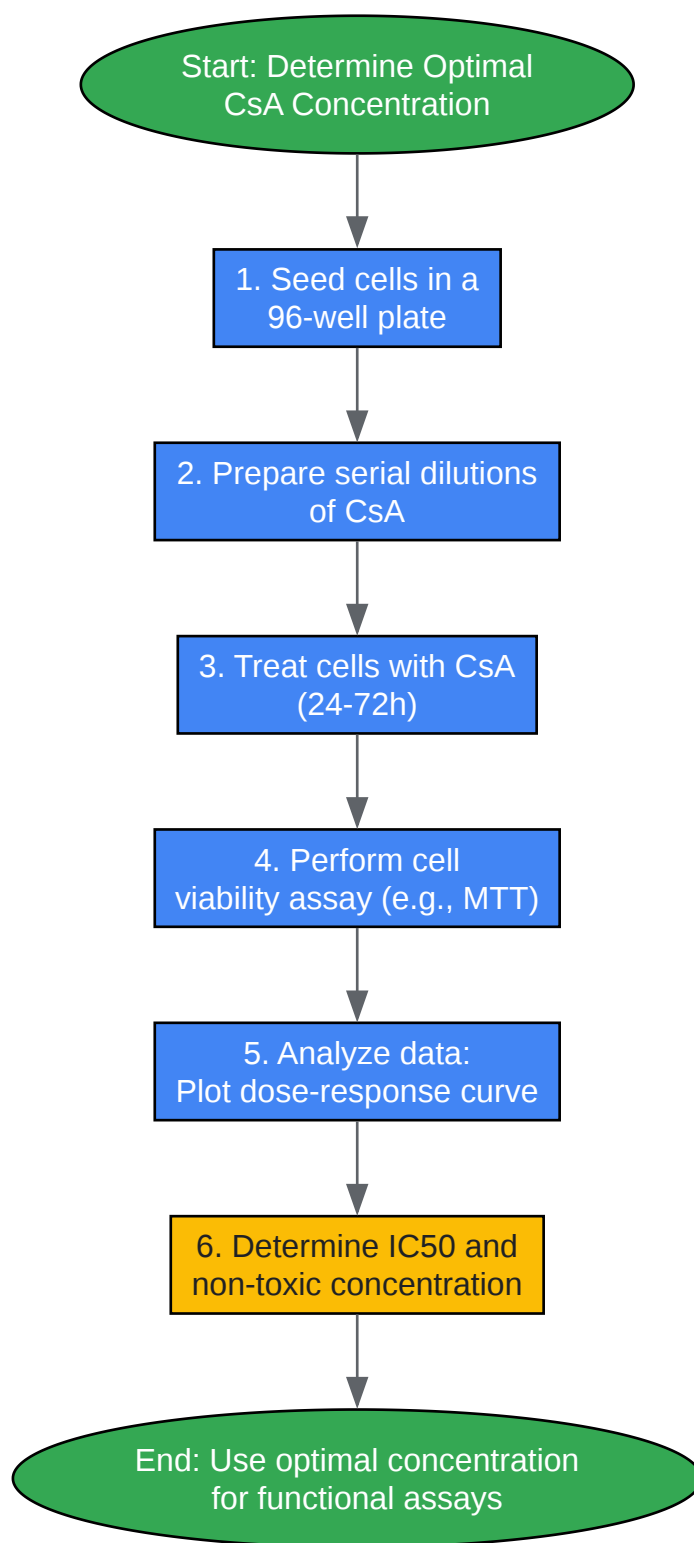 Start: Determine Optimal
CsA Concentration
1. Seed cells in a
96-well plate
2. Prepare serial dilutions
of CsA
3. Treat cells with CsA
(24-72h)
4. Perform cell
viability assay (e.g., MTT)
5. Analyze data:
Plot dose-response curve
6. Determine IC50 and
non-toxic concentration
End: Use optimal concentration
for functional assays